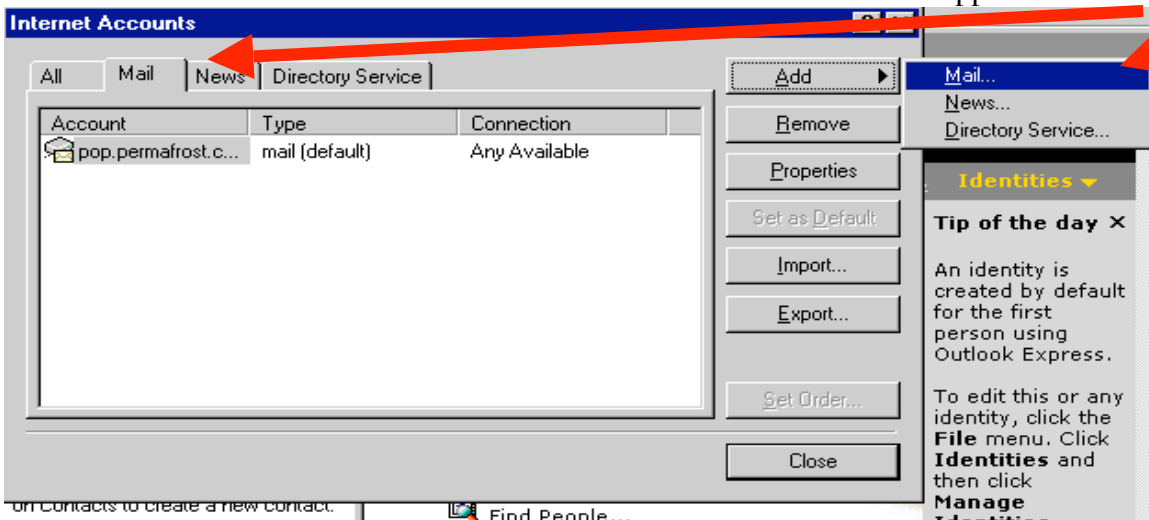 Internet Accounts
All Mail News Directory Service
Account Type Connection
pop.permafrost.c... mail (default) Any Available
Add
Remove
Properties
Set as Default
Import...
Export...
Set Order...
Close
Mail...
News...
Directory Service...
Identities
Tip of the day X
An identity is
created by default
for the first
person using
Outlook Express.
To edit this or any
identity, click the
File menu. Click
Identities and
then click
Manage
Identities
on Contacts to create a new contact.
Find People...